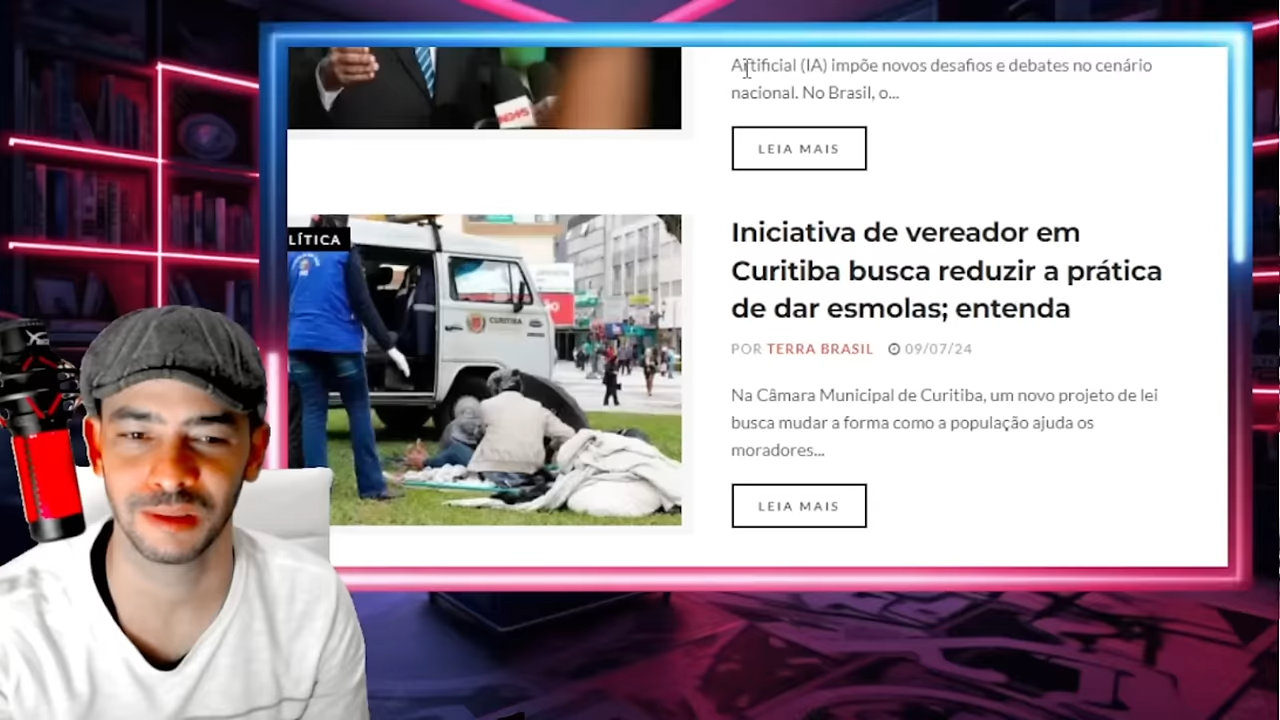 Artificial (IA) impõe novos desafios e debates no cenário
nacional. No Brasil, o...
LEIA MAIS
NEWS
LÍTICA
CURITIBA
Iniciativa de vereador em
Curitiba busca reduzir a prática
de dar esmolas; entenda
POR TERRA BRASIL 09/07/24
Na Câmara Municipal de Curitiba, um novo projeto de lei
busca mudar a forma como a população ajuda os
moradores...
LEIA MAIS